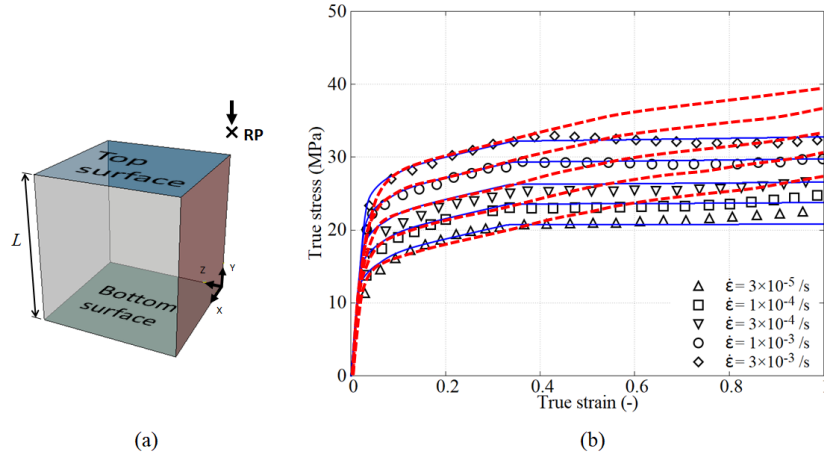 (a)
RP
Top
surface
L
Z
Y
X
Bottom
surface
(b)
True stress (MPa)
50
40
30
20
10
0
0
0.2
0.4
0.6
0.8
True strain (-)
ε̇ = 3×10⁻⁵ /s
ε̇ = 1×10⁻⁴ /s
ε̇ = 3×10⁻⁴ /s
ε̇ = 1×10⁻³ /s
ε̇ = 3×10⁻³ /s